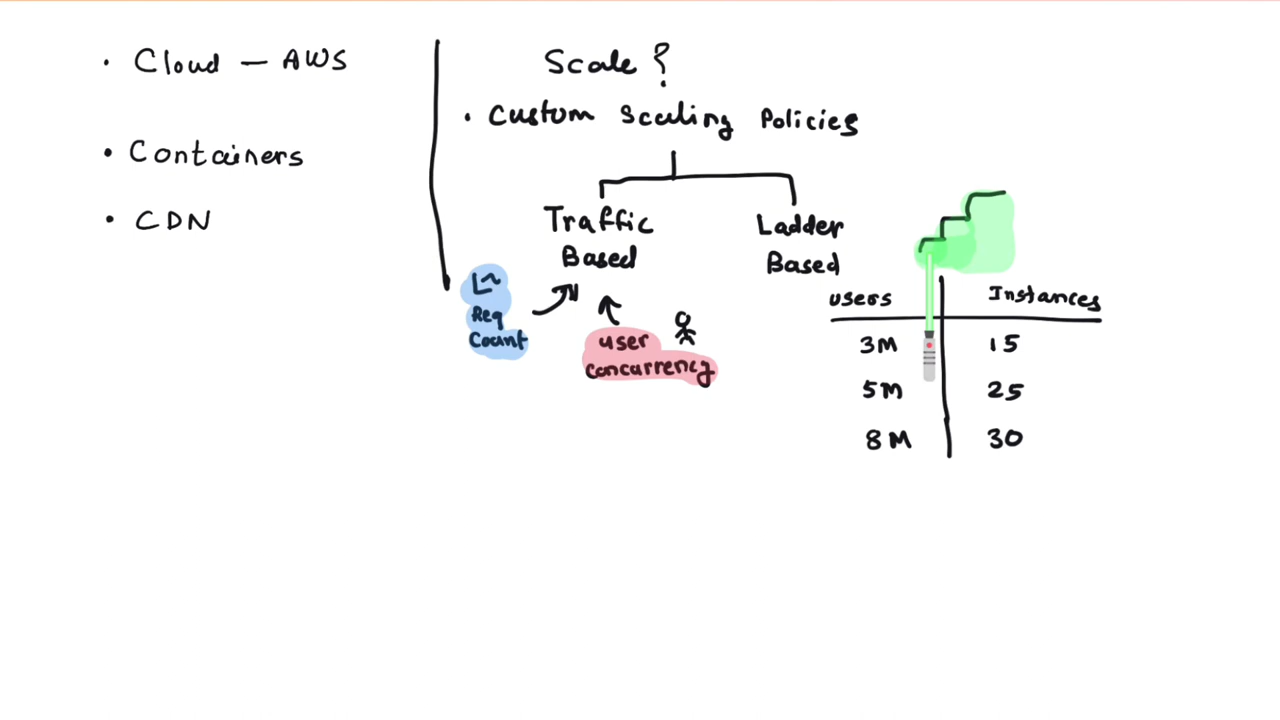 • Cloud — AWS
• Containers
• CDN
Scale ?
• Custom Scaling Policies
Traffic
Based
Req
Count
user
concurrency
Ladder
Based
users Instances
3M 15
5M 25
8M 30